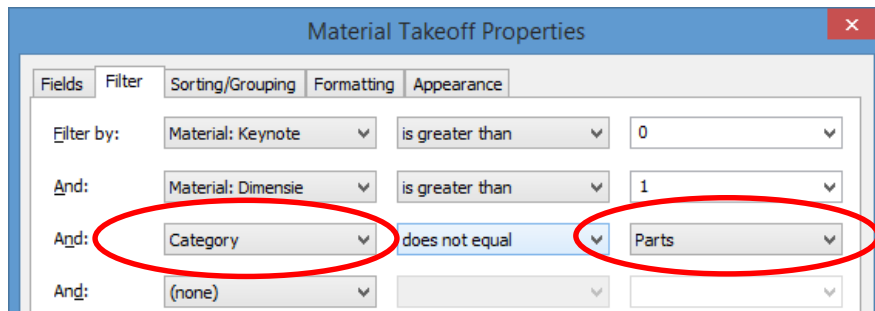 Material Takeoff Properties
Fields Filter Sorting/Grouping Formatting Appearance
Filter by: Material: Keynote is greater than 0
And: Material: Dimensie is greater than 1
And: Category does not equal Parts
And: (none)